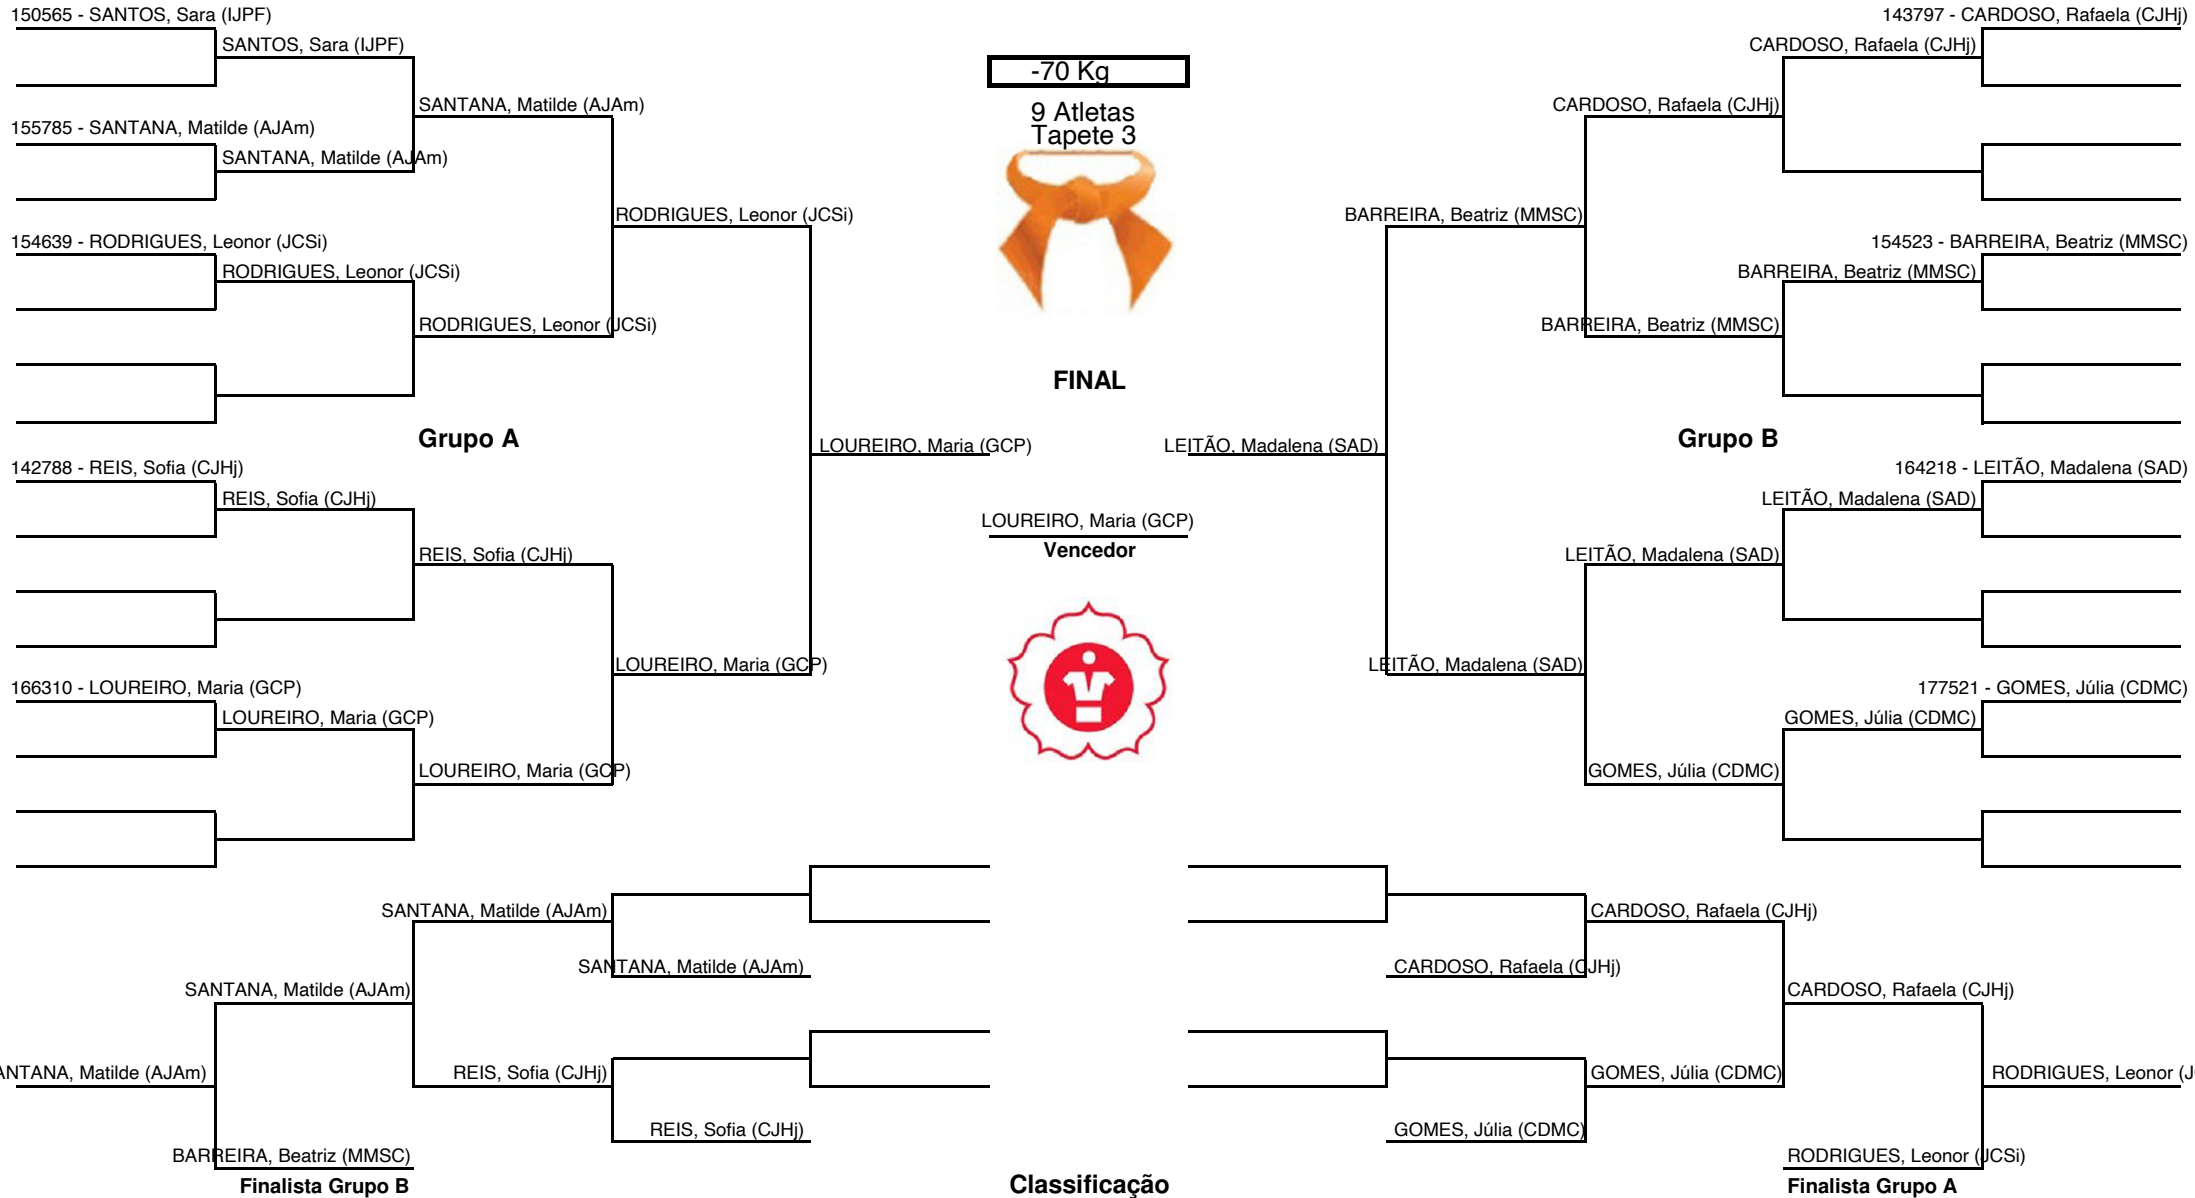 150565 - SANTOS, Sara (IJPF)
SANTOS, Sara (IJPF)
SANTANA, Matilde (AJAm)
155785 - SANTANA, Matilde (AJAm)
SANTANA, Matilde (AJAm)
RODRIGUES, Leonor (JCSi)
154639 - RODRIGUES, Leonor (JCSi)
RODRIGUES, Leonor (JCSi)
RODRIGUES, Leonor (JCSi)
Grupo A
LOUREIRO, Maria (GCP)
142788 - REIS, Sofia (CJHj)
REIS, Sofia (CJHj)
REIS, Sofia (CJHj)
LOUREIRO, Maria (GCP)
166310 - LOUREIRO, Maria (GCP)
LOUREIRO, Maria (GCP)
LOUREIRO, Maria (GCP)
-70 Kg
9 Atletas
Tapete 3
FINAL
LOUREIRO, Maria (GCP)
Vencedor
143797 - CARDOSO, Rafaela (CJHj)
CARDOSO, Rafaela (CJHj)
CARDOSO, Rafaela (CJHj)
BARREIRA, Beatriz (MMSC)
154523 - BARREIRA, Beatriz (MMSC)
BARREIRA, Beatriz (MMSC)
BARREIRA, Beatriz (MMSC)
Grupo B
LEITÃO, Madalena (SAD)
164218 - LEITÃO, Madalena (SAD)
LEITÃO, Madalena (SAD)
LEITÃO, Madalena (SAD)
LEITÃO, Madalena (SAD)
177521 - GOMES, Júlia (CDMC)
GOMES, Júlia (CDMC)
GOMES, Júlia (CDMC)
SANTANA, Matilde (AJAm)
SANTANA, Matilde (AJAm)
SANTANA, Matilde (AJAm)
ANTANA, Matilde (AJAm)
REIS, Sofia (CJHj)
REIS, Sofia (CJHj)
BARREIRA, Beatriz (MMSC)
Finalista Grupo B
Classificação
CARDOSO, Rafaela (CJHj)
CARDOSO, Rafaela (CJHj)
CARDOSO, Rafaela (CJHj)
GOMES, Júlia (CDMC)
RODRIGUES, Leonor (J
GOMES, Júlia (CDMC)
RODRIGUES, Leonor (JCSi)
Finalista Grupo A